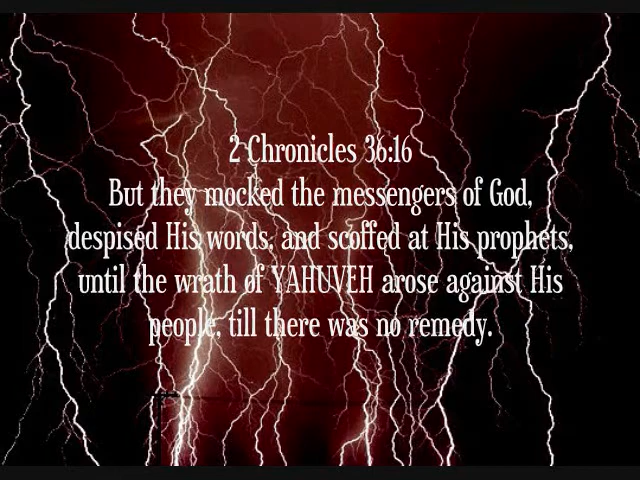 2 Chronicles 36:16
But they mocked the messengers of God,
despised His words, and scoffed at His prophets,
until the wrath of YAHUVEH arose against His
people, till there was no remedy.